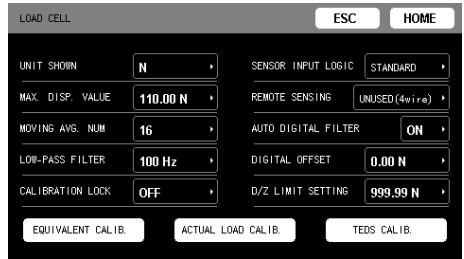 LOAD CELL ESC HOME
UNIT SHOWN N SENSOR INPUT LOGIC STANDARD
MAX. DISP. VALUE 110.00 N REMOTE SENSING UNUSED(4wire)
MOVING AVG. NUM 16 AUTO DIGITAL FILTER ON
LOW-PASS FILTER 100 Hz DIGITAL OFFSET 0.00 N
CALIBRATION LOCK OFF D/Z LIMIT SETTING 999.99 N
EQUIVALENT CALIB. ACTUAL LOAD CALIB. TEDS CALIB.